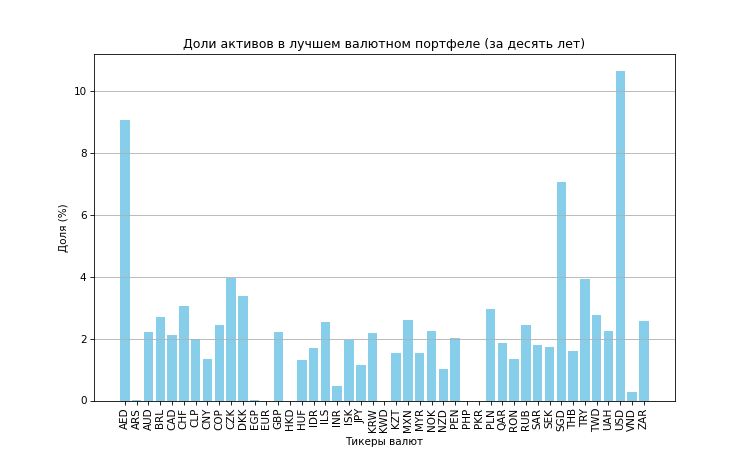 Доли активов в лучшем валютном портфеле (за десять лет)
Доля (%)
10
8
6
4
2
0
AED ARS AUD BRL CAD CHF CLP CNY COP CZK DKK EGP EUR GBP HKD HUF IDR ILS INR ISK JPY KRW KWD KZT MXN MYR NOK NZD PEN PHP PKR PLN QAR RON RUB SAR SEK SGD THB TRY TWD UAH USD VND ZAR
Тикеры валют